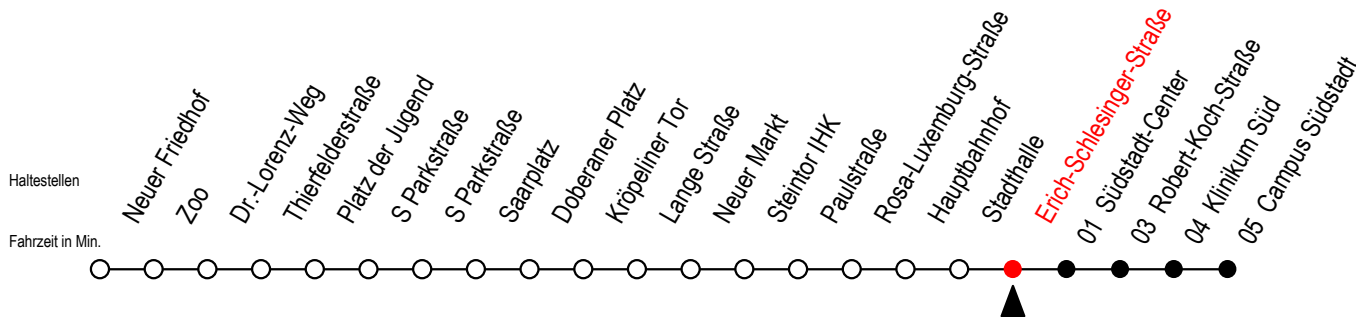 Haltestellen
Fahrzeit in Min.
Neuer Friedhof
Zoo
Dr.-Lorenz-Weg
Thierfelderstraße
Platz der Jugend
S Parkstraße
S Parkstraße
Saarplatz
Doberaner Platz
Kröpeliner Tor
Lange Straße
Neuer Markt
Steintor IHK
Paulstraße
Rosa-Luxemburg-Straße
Hauptbahnhof
Stadthalle
Erich-Schlesinger-Straße
01 Südstadt-Center
03 Robert-Koch-Straße
04 Klinikum Süd
05 Campus Südstadt